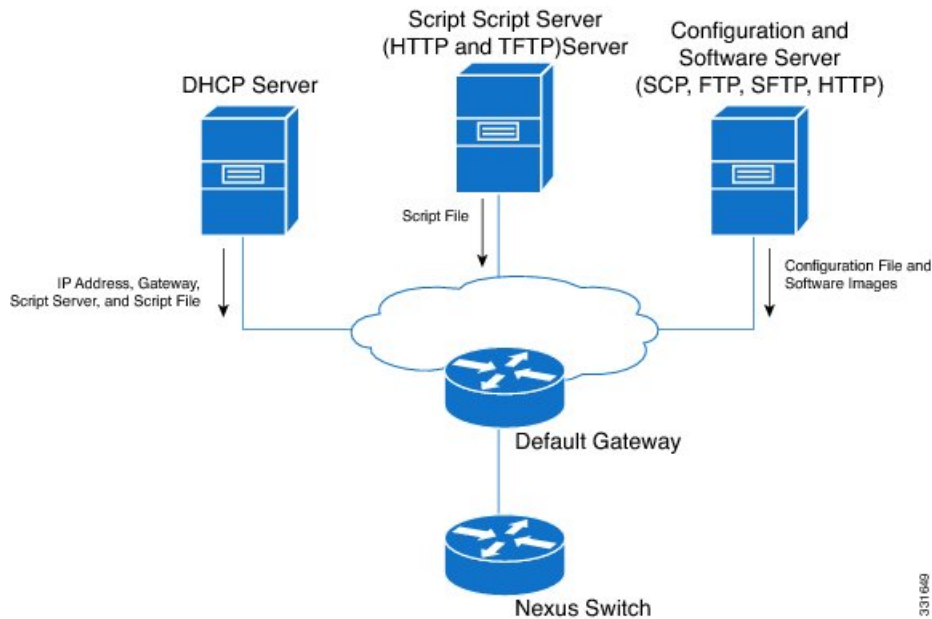 Script Script Server
(HTTP and TFTP)Server
Configuration and
Software Server
(SCP, FTP, SFTP, HTTP)
DHCP Server
Script File
IP Address, Gateway,
Script Server, and Script File
Configuration File and
Software Images
Default Gateway
Nexus Switch
331649